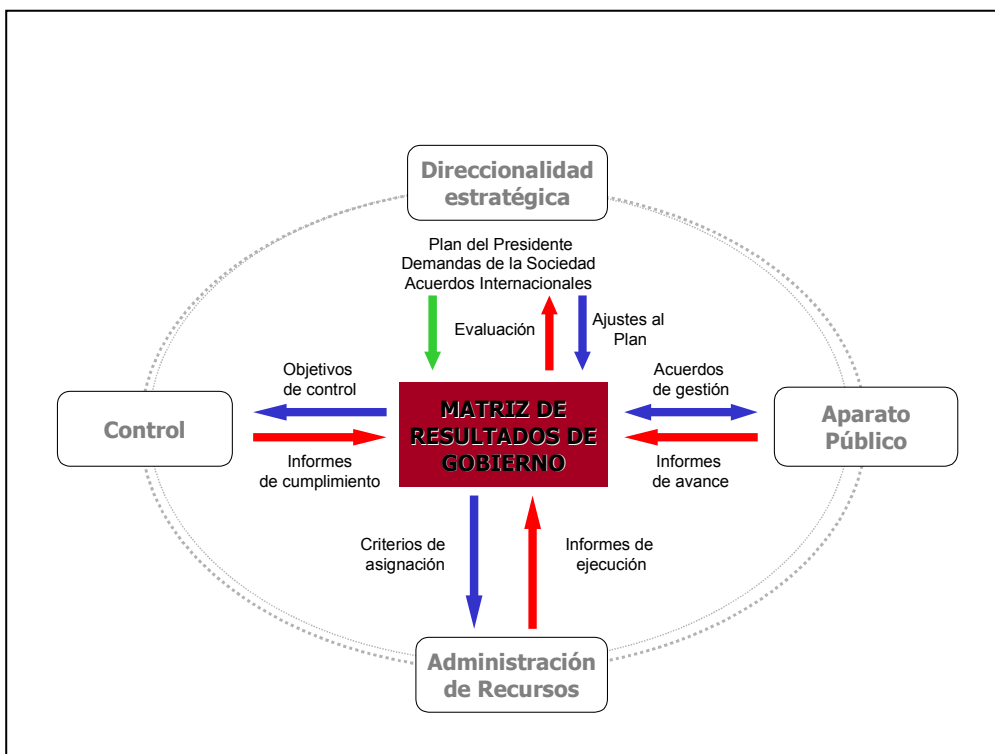 Direccionalidad
estratégica
Plan del Presidente
Demandas de la Sociedad
Acuerdos Internacionales
Evaluación
Ajustes al
Plan
Objetivos
de control
Acuerdos
de gestión
Control
MATRIZ DE
RESULTADOS DE
GOBIERNO
Aparato
Público
Informes
de cumplimiento
Informes
de avance
Criterios de
asignación
Informes de
ejecución
Administración
de Recursos